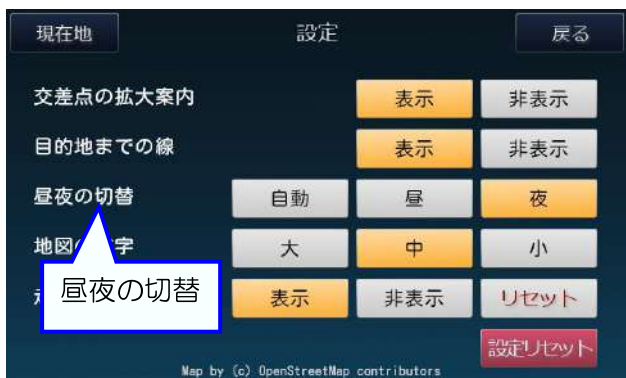 現在地 設定 戻る
交差点の拡大案内 表示 非表示
目的地までの線 表示 非表示
昼夜の切替 自動 昼 夜
地図の 字 大 中 小
昼夜の切替
表示 非表示 リセット
設定リセット
Map by (c) OpenStreetMap contributors